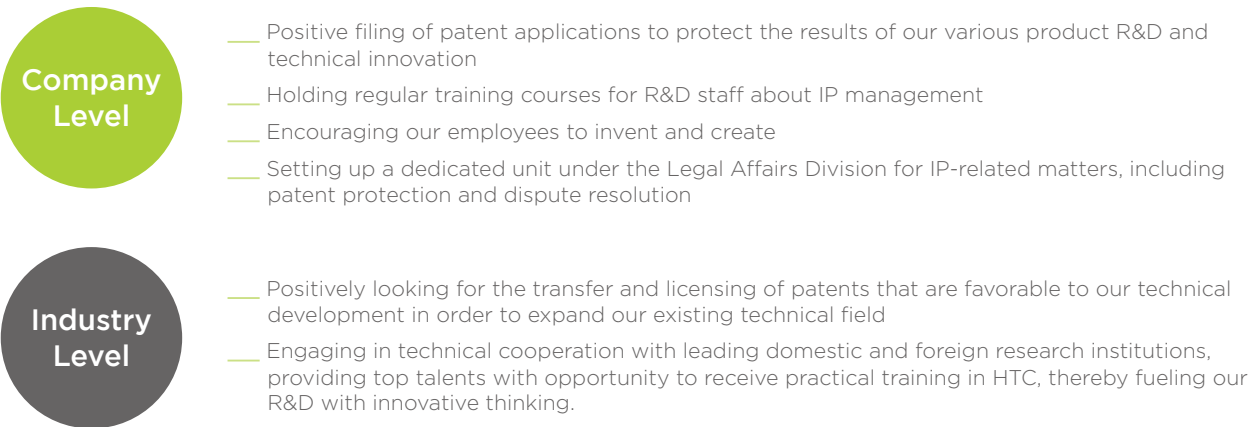 Company
Level
Positive filing of patent applications to protect the results of our various product R&D and
technical innovation
Holding regular training courses for R&D staff about IP management
Encouraging our employees to invent and create
Setting up a dedicated unit under the Legal Affairs Division for IP-related matters, including
patent protection and dispute resolution
Industry
Level
Positively looking for the transfer and licensing of patents that are favorable to our technical
development in order to expand our existing technical field
Engaging in technical cooperation with leading domestic and foreign research institutions,
providing top talents with opportunity to receive practical training in HTC, thereby fueling our
R&D with innovative thinking.